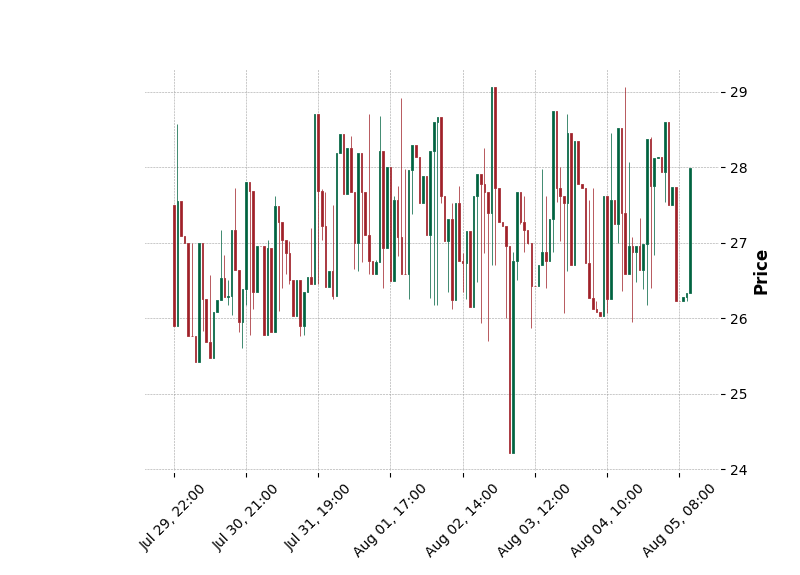 29
28
27
26
25
24
Price
Jul 29, 22:00
Jul 30, 21:00
Jul 31, 19:00
Aug 01, 17:00
Aug 02, 14:00
Aug 03, 12:00
Aug 04, 10:00
Aug 05, 08:00